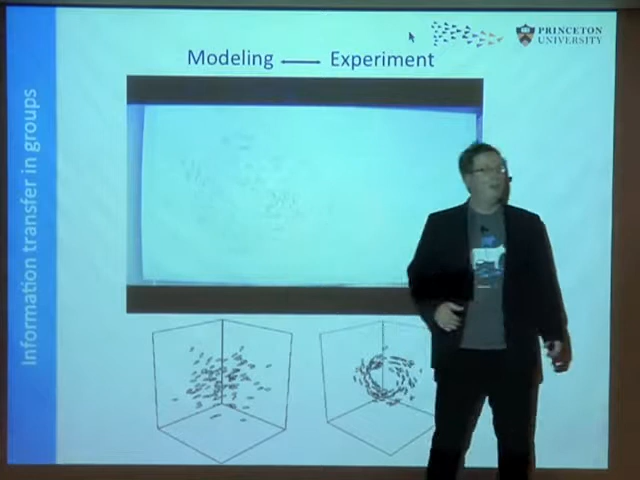 PRINCETON
UNIVERSITY
Modeling Experiment
Information transfer in groups